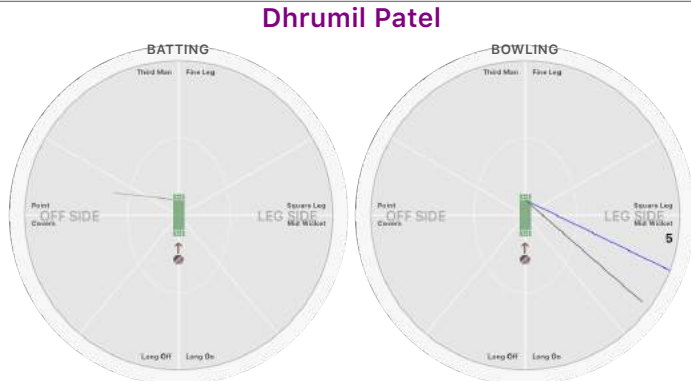 Dhrumil Patel
BATTING
Third Man Fine Leg
Point
OFF SIDE
Covers
Square Leg
LEG SIDE
Mid Wicket
Long Off Long On
BOWLING
Third Man Fine Leg
Point
OFF SIDE
Covers
Square Leg
LEG SIDE
Mid Wicket
5
Long Off Long On